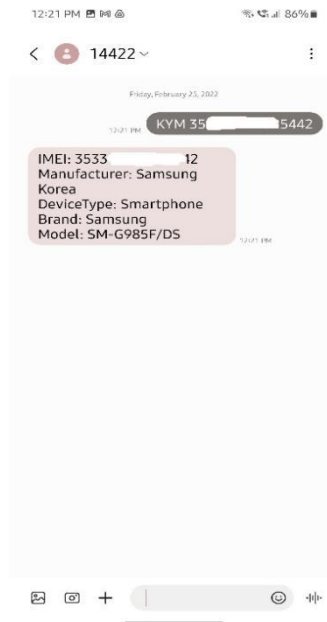 12:21 PM 86%
14422
Friday, February 25, 2022
12:21 PM KYM 35 5442
IMEI: 3533 42
Manufacturer: Samsung
Korea
DeviceType: Smartphone
Brand: Samsung
Model: SM-G985F/DS
12:21 PM